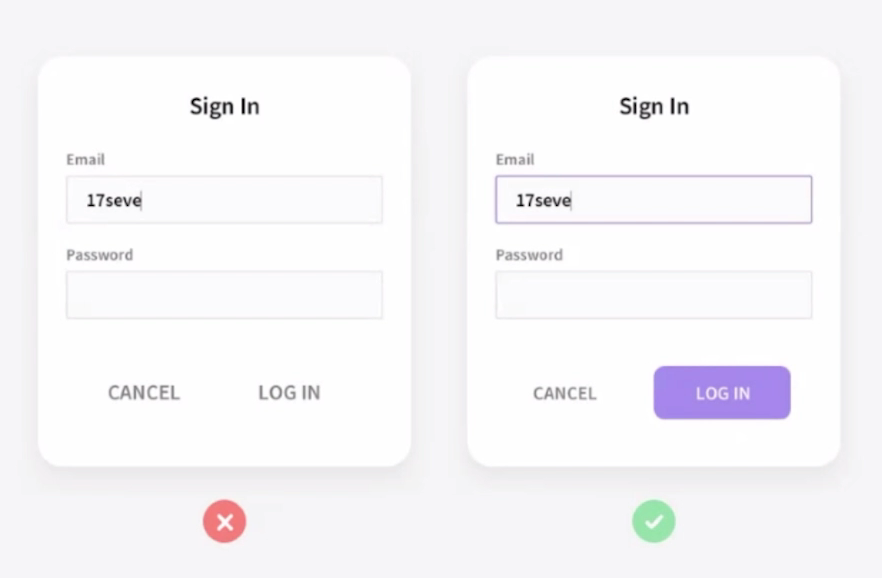 Sign In
Email
17seve
Password
CANCEL LOG IN
Sign In
Email
17seve
Password
CANCEL LOG IN